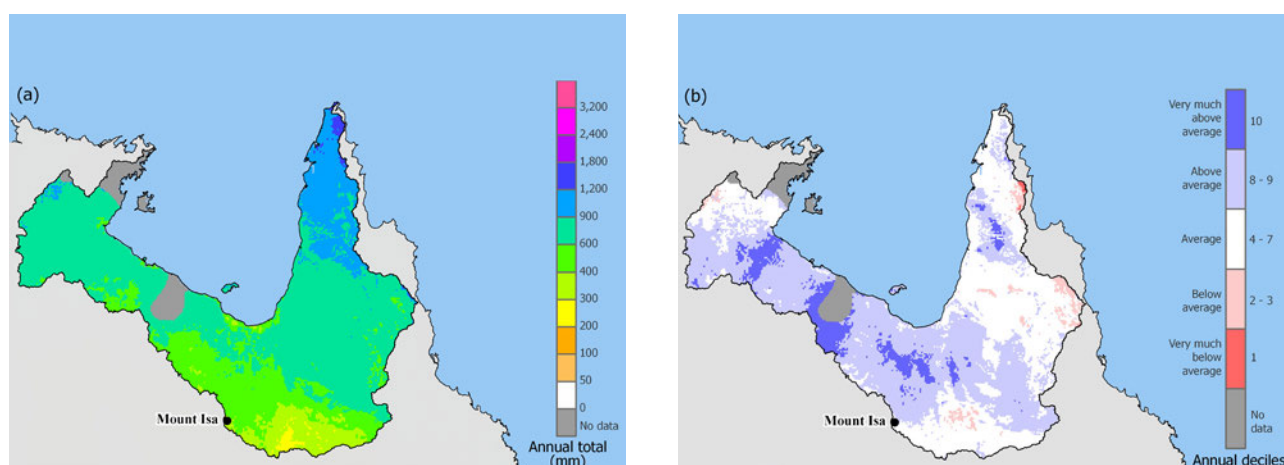 (a)
3,200
2,400
1,800
1,200
900
600
400
300
200
100
50
0
No data
Annual total
(mm)
Mount Isa
(b)
Very much
above
average
10
Above
average
8 - 9
Average
4 - 7
Below
average
2 - 3
Very much
below
average
1
No
data
Annual deciles
Mount Isa